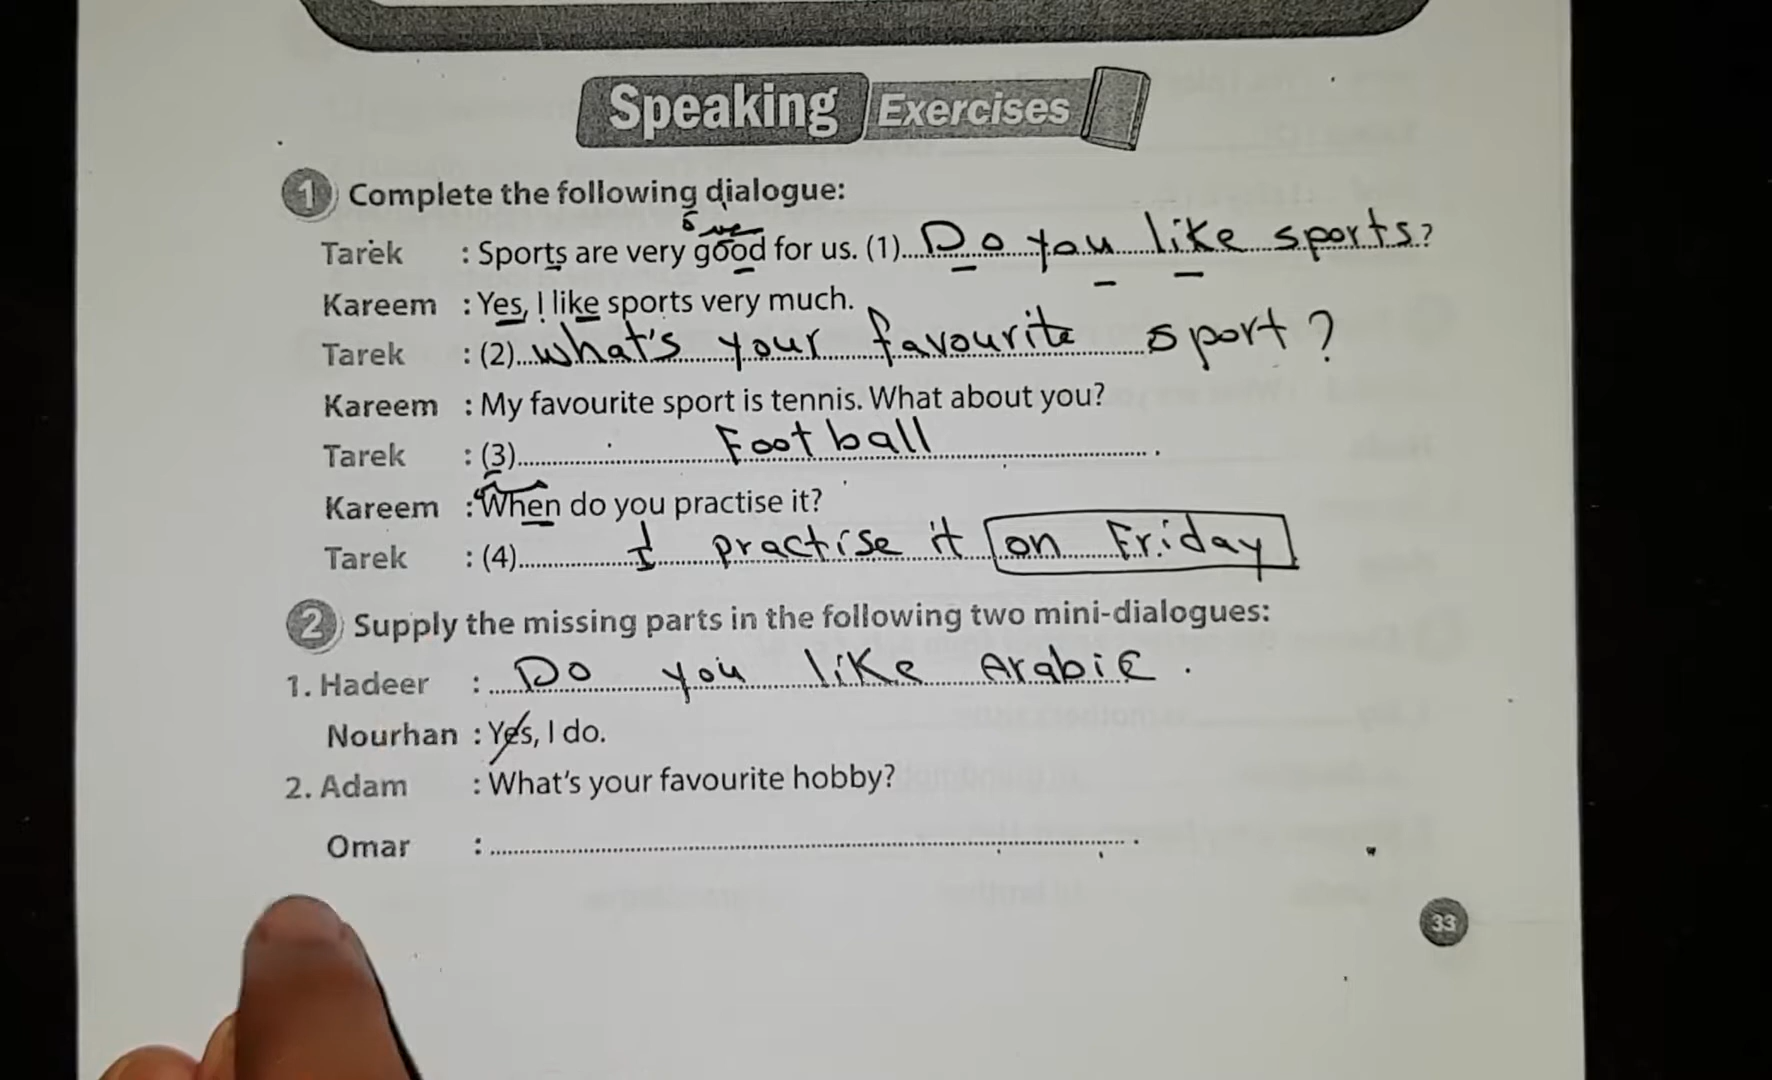 Speaking Exercises
1 Complete the following dialogue:
Tarek : Sports are very good for us. (1) Do you like sports?
Kareem : Yes, I like sports very much.
Tarek : (2) what's your favourite sport?
Kareem : My favourite sport is tennis. What about you?
Tarek : (3) Football.
Kareem : When do you practise it?
Tarek : (4) I practise it on Friday
2 Supply the missing parts in the following two mini-dialogues:
1. Hadeer : Do you like Arabic.
Nourhan : Yes, I do.
2. Adam : What's your favourite hobby?
Omar : .
33